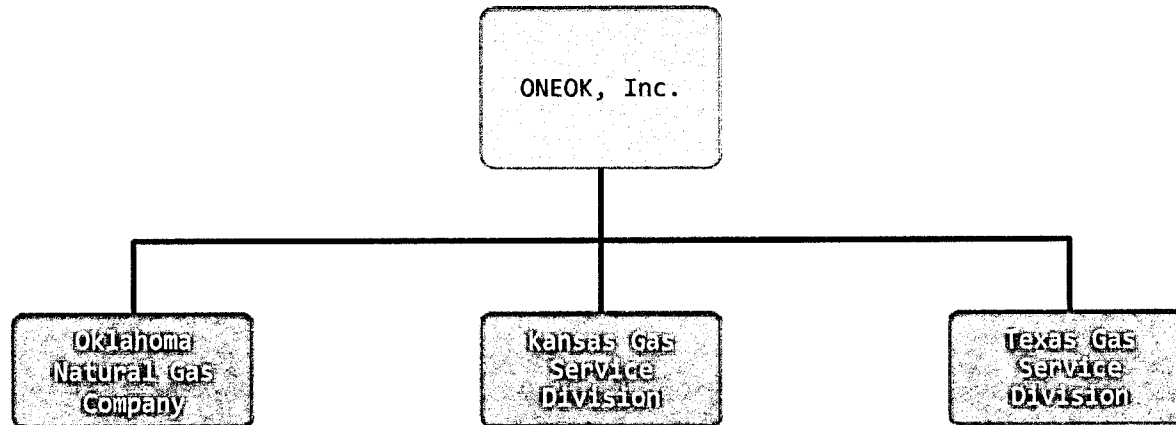 ONEOK, Inc.
Oklahoma
Natural Gas
Company
Kansas Gas
Service
Division
Texas Gas
Service
Division